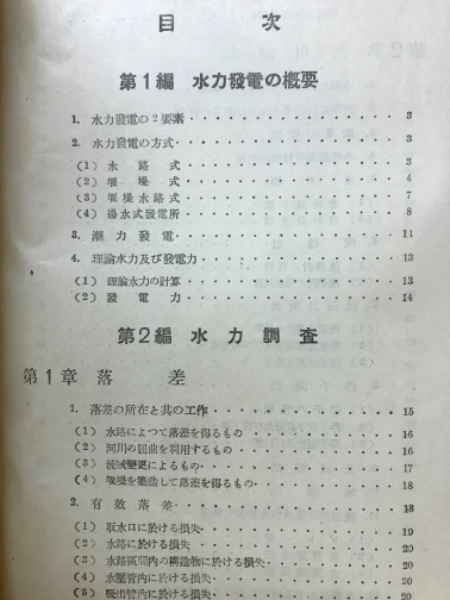 目 次
第1編 水力發電の概要
1. 水力發電の2要素 3
2. 水力發電の方式 3
(1) 水路式 3
(2) 堰堤式 4
(3) 堰堤水路式 7
(4) 揚水式發電所 8
3. 潮力發電 11
4. 理論水力及び發電力 13
(1) 理論水力の計算 13
(2) 發電力 14
第2編 水力調査
第1章 落差
1. 落差の所在と其の工作 15
(1) 水路によつて落差を得るもの 16
(2) 河川の屈曲を利用するもの 16
(3) 流域變更によるもの 17
(4) 堰堤を築造して落差を得るもの 18
2. 有效落差 18
(1) 取水口に於ける損失 19
(2) 水路に於ける損失 20
(3) 水路區間内の構造物に於ける損失 20
(4) 水壓管内に於ける損失 20
(5) 吸出管内に於ける損失 20